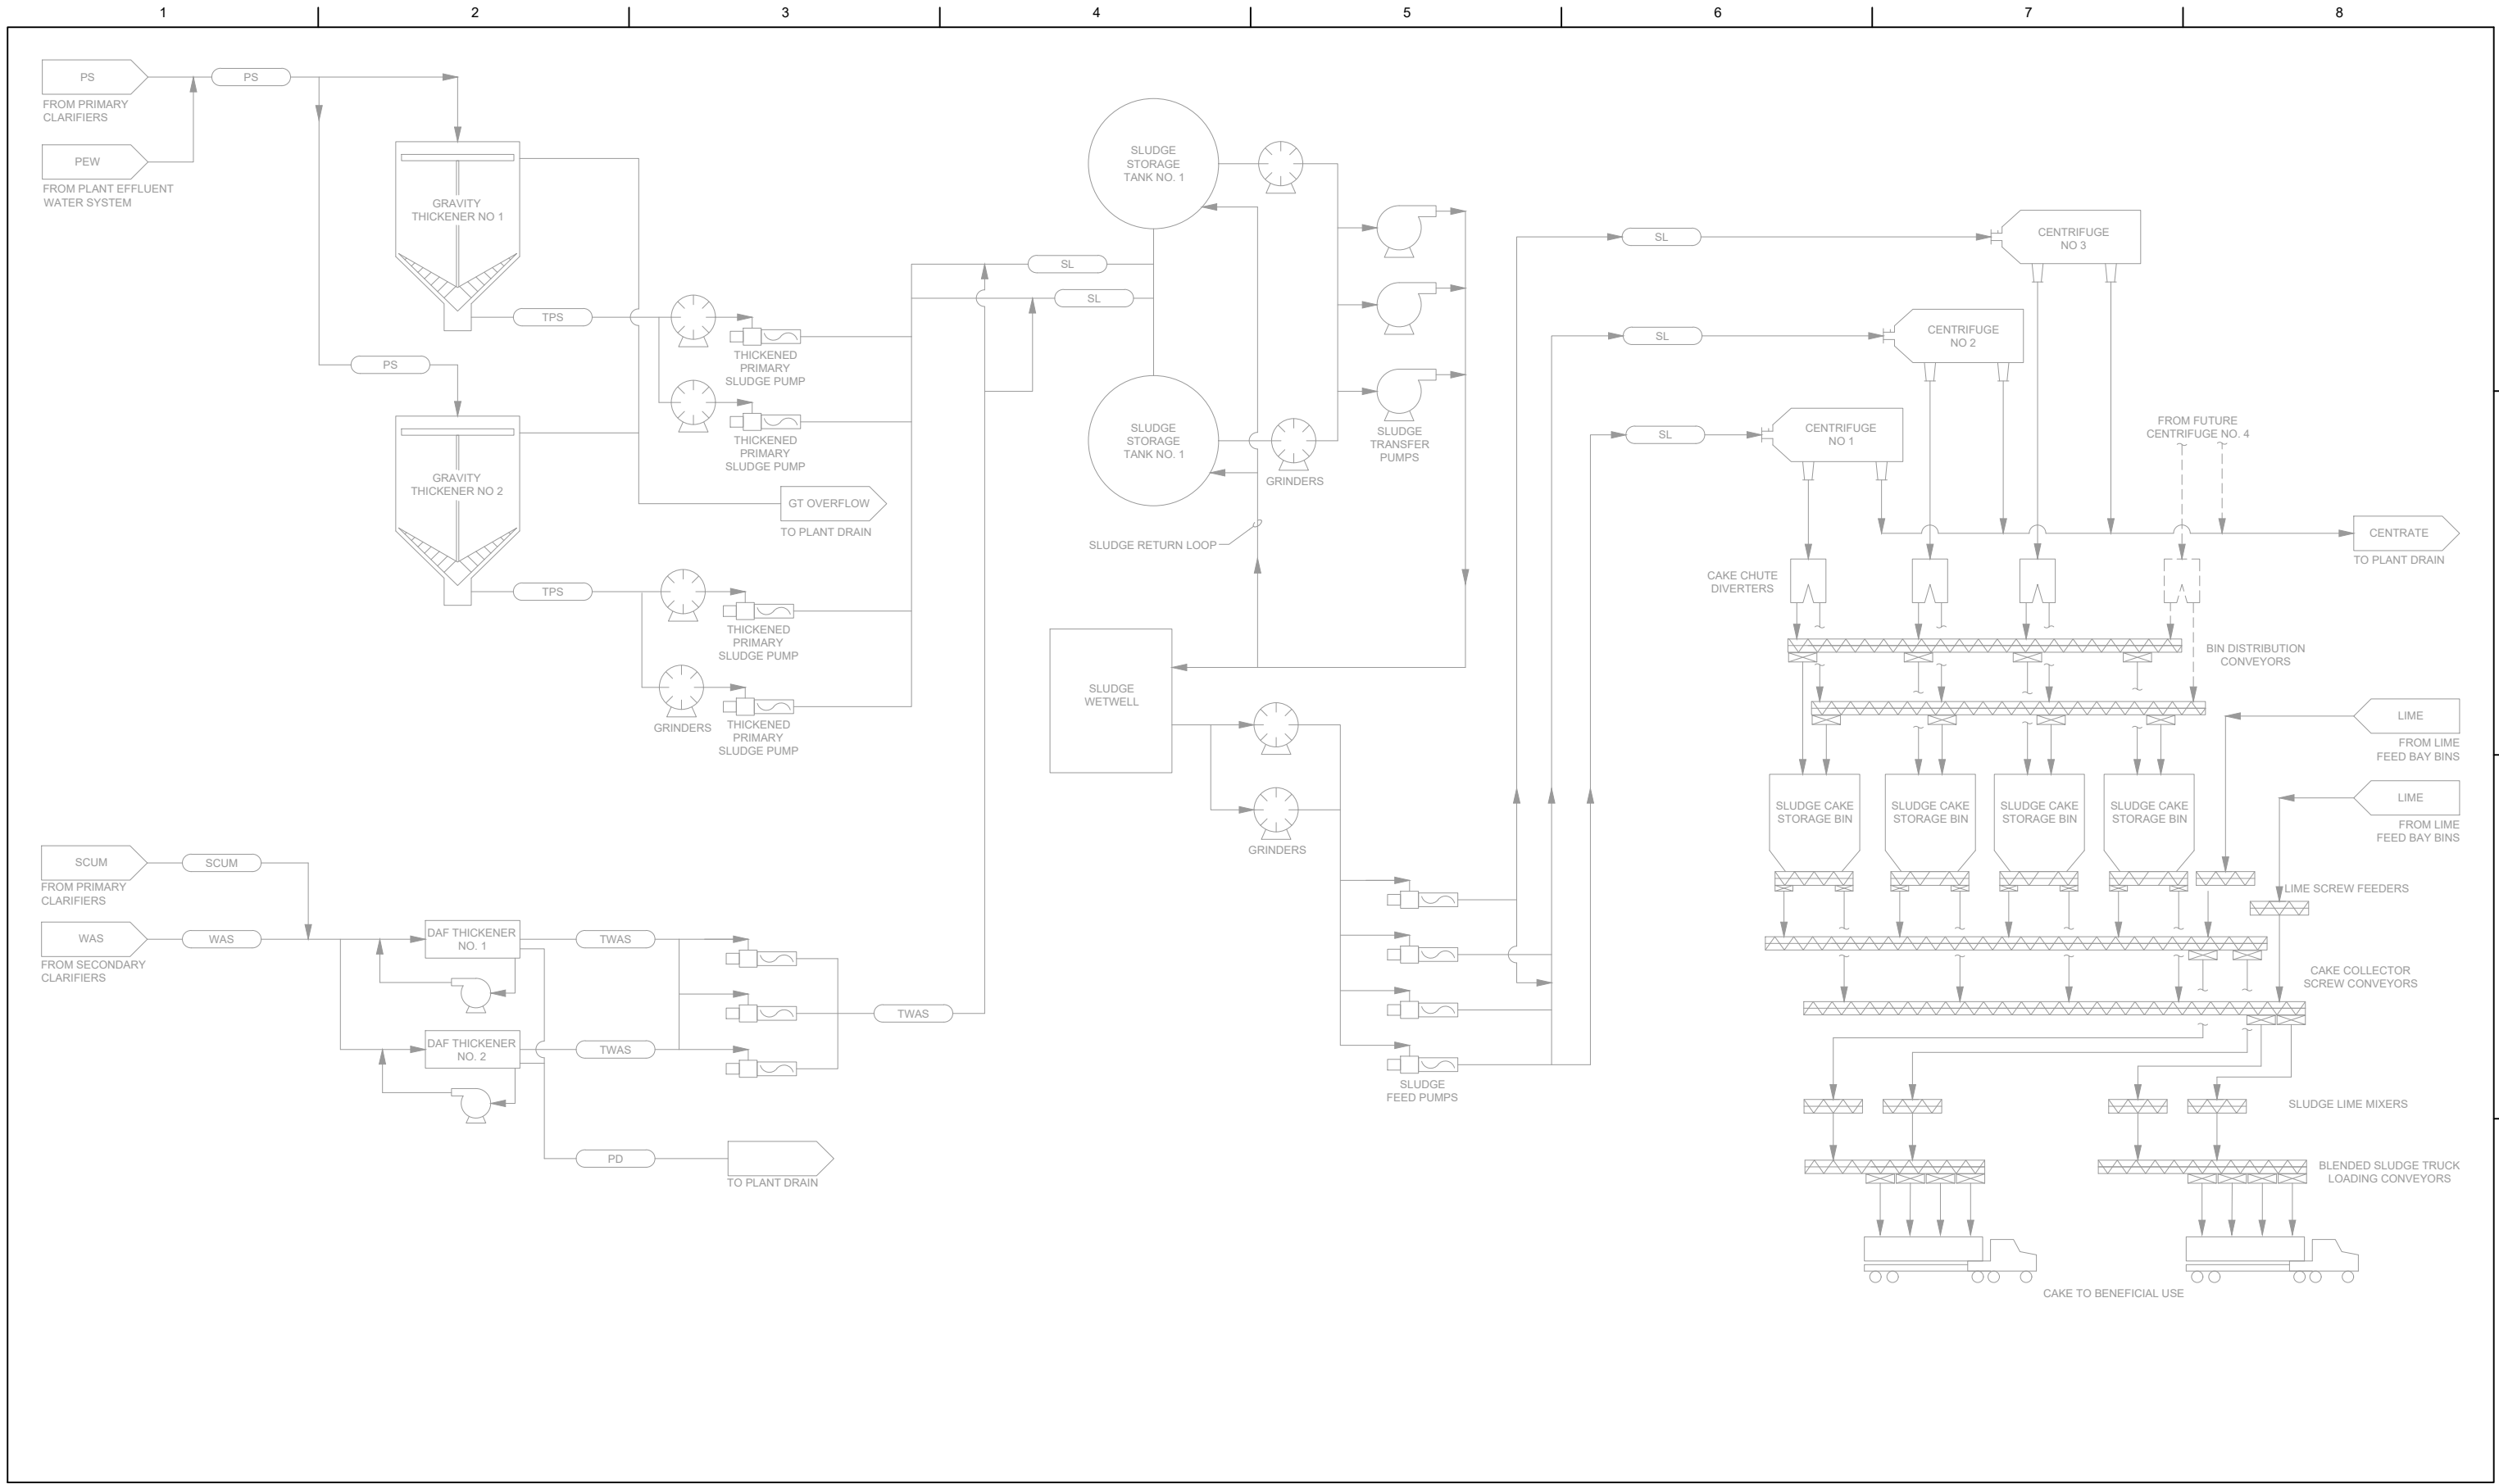 1
2
3
4
5
6
7
8
PS
FROM PRIMARY
CLARIFIERS
PS
PEW
FROM PLANT EFFLUENT
WATER SYSTEM
GRAVITY
THICKENER NO 1
TPS
THICKENED
PRIMARY
SLUDGE PUMP
THICKENED
PRIMARY
SLUDGE PUMP
PS
GRAVITY
THICKENER NO 2
GT OVERFLOW
TO PLANT DRAIN
TPS
THICKENED
PRIMARY
SLUDGE PUMP
GRINDERS
THICKENED
PRIMARY
SLUDGE PUMP
SCUM
FROM PRIMARY
CLARIFIERS
SCUM
WAS
FROM SECONDARY
CLARIFIERS
WAS
DAF THICKENER
NO. 1
TWAS
DAF THICKENER
NO. 2
TWAS
TWAS
PD
TO PLANT DRAIN
SLUDGE
STORAGE
TANK NO. 1
SL
SL
SLUDGE
STORAGE
TANK NO. 1
GRINDERS
SLUDGE
TRANSFER
PUMPS
SLUDGE RETURN LOOP
SLUDGE
WETWELL
GRINDERS
SLUDGE
FEED PUMPS
SL
CENTRIFUGE
NO 3
SL
CENTRIFUGE
NO 2
SL
CENTRIFUGE
NO 1
FROM FUTURE
CENTRIFUGE NO. 4
CENTRATE
TO PLANT DRAIN
CAKE CHUTE
DIVERTERS
BIN DISTRIBUTION
CONVEYORS
LIME
FROM LIME
FEED BAY BINS
LIME
FROM LIME
FEED BAY BINS
SLUDGE CAKE
STORAGE BIN
SLUDGE CAKE
STORAGE BIN
SLUDGE CAKE
STORAGE BIN
SLUDGE CAKE
STORAGE BIN
LIME SCREW FEEDERS
CAKE COLLECTOR
SCREW CONVEYORS
SLUDGE LIME MIXERS
BLENDED SLUDGE TRUCK
LOADING CONVEYORS
CAKE TO BENEFICIAL USE